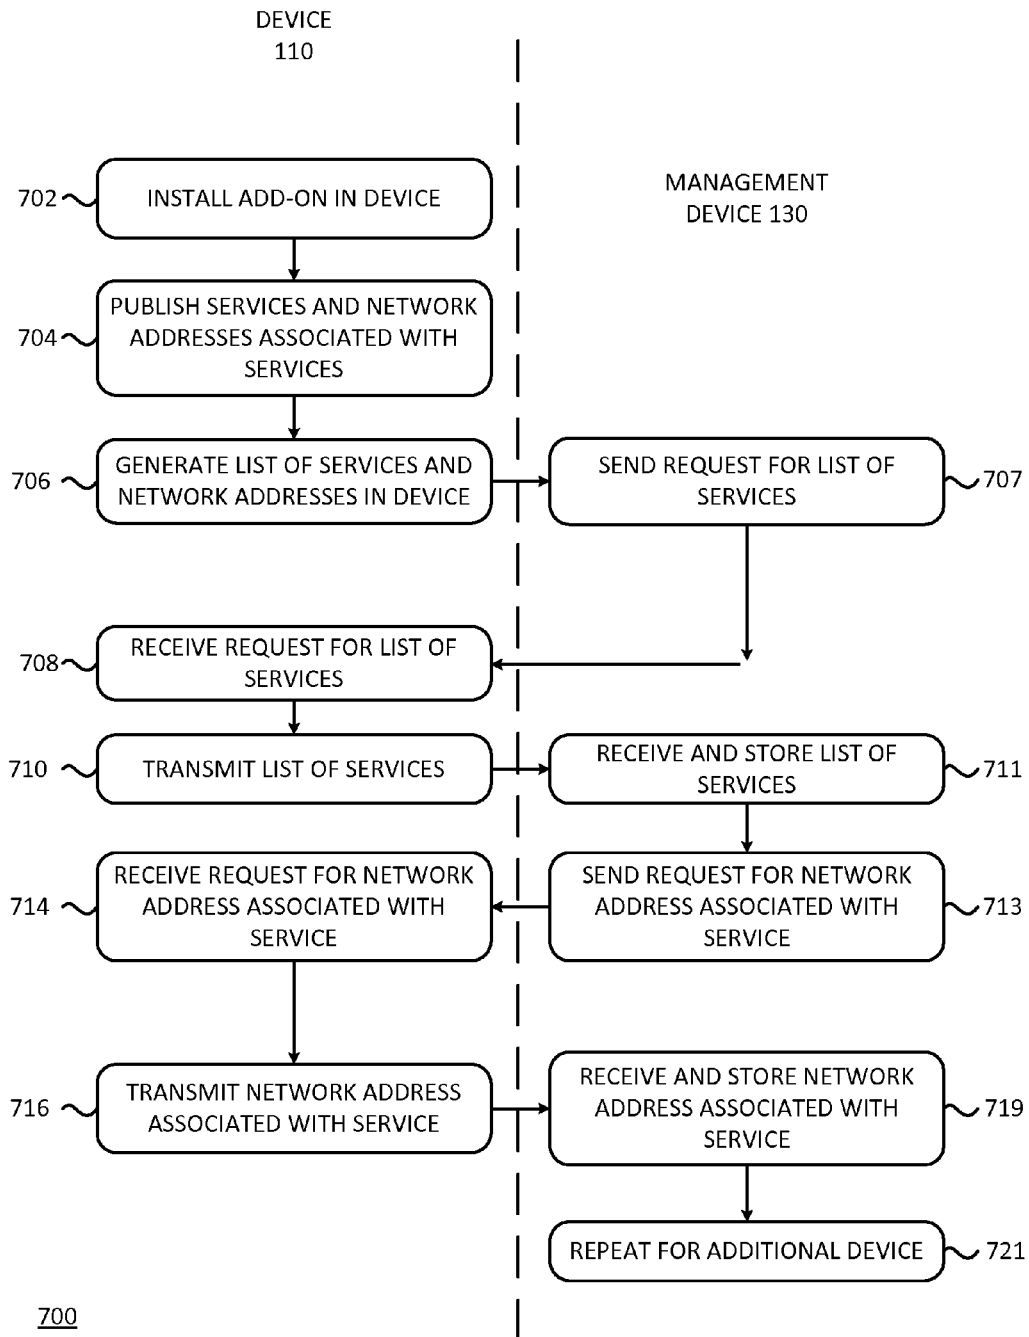 DEVICE
110
MANAGEMENT
DEVICE 130
702
INSTALL ADD-ON IN DEVICE
704
PUBLISH SERVICES AND NETWORK
ADDRESSES ASSOCIATED WITH
SERVICES
706
GENERATE LIST OF SERVICES AND
NETWORK ADDRESSES IN DEVICE
SEND REQUEST FOR LIST OF
SERVICES
707
708
RECEIVE REQUEST FOR LIST OF
SERVICES
710
TRANSMIT LIST OF SERVICES
RECEIVE AND STORE LIST OF
SERVICES
711
714
RECEIVE REQUEST FOR NETWORK
ADDRESS ASSOCIATED WITH
SERVICE
SEND REQUEST FOR NETWORK
ADDRESS ASSOCIATED WITH
SERVICE
713
716
TRANSMIT NETWORK ADDRESS
ASSOCIATED WITH SERVICE
RECEIVE AND STORE NETWORK
ADDRESS ASSOCIATED WITH
SERVICE
719
REPEAT FOR ADDITIONAL DEVICE
721
700